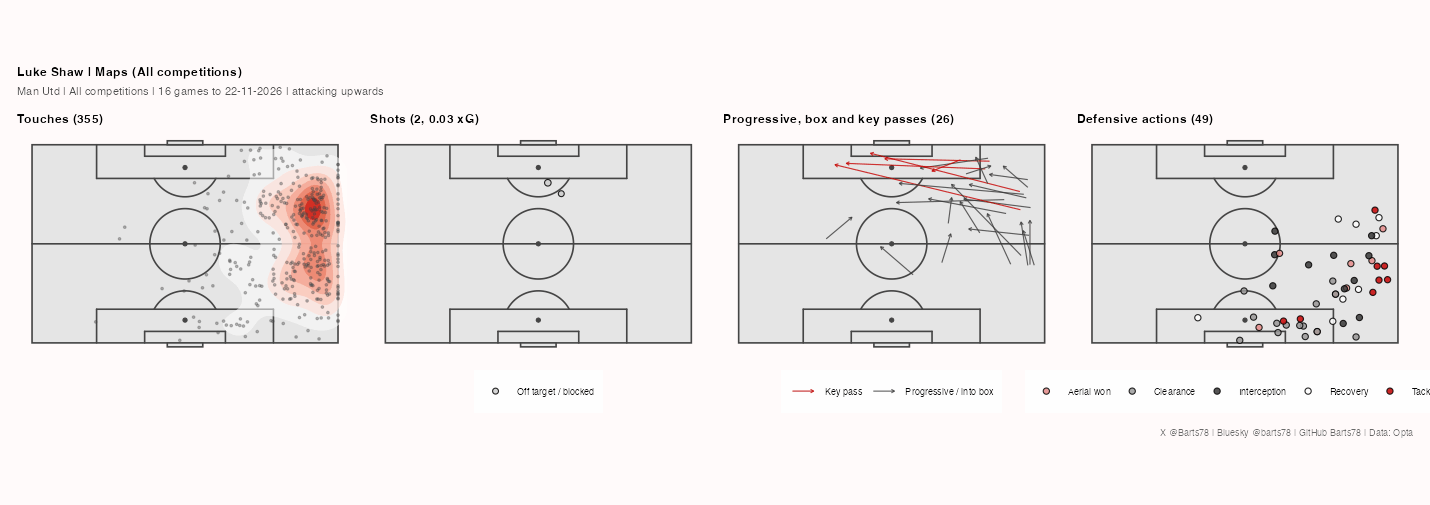 Luke Shaw | Maps (All competitions)
Man Utd | All competitions | 16 games to 22-11-2026 | attacking upwards
Touches (355)
Shots (2, 0.03 xG)
Progressive, box and key passes (26)
Defensive actions (49)
Off target / blocked
Key pass
Progressive / into box
Aerial won
Clearance
Interception
Recovery
Tack
X @Barts78 | Bluesky @barts78 | GitHub Barts78 | Data: Opta